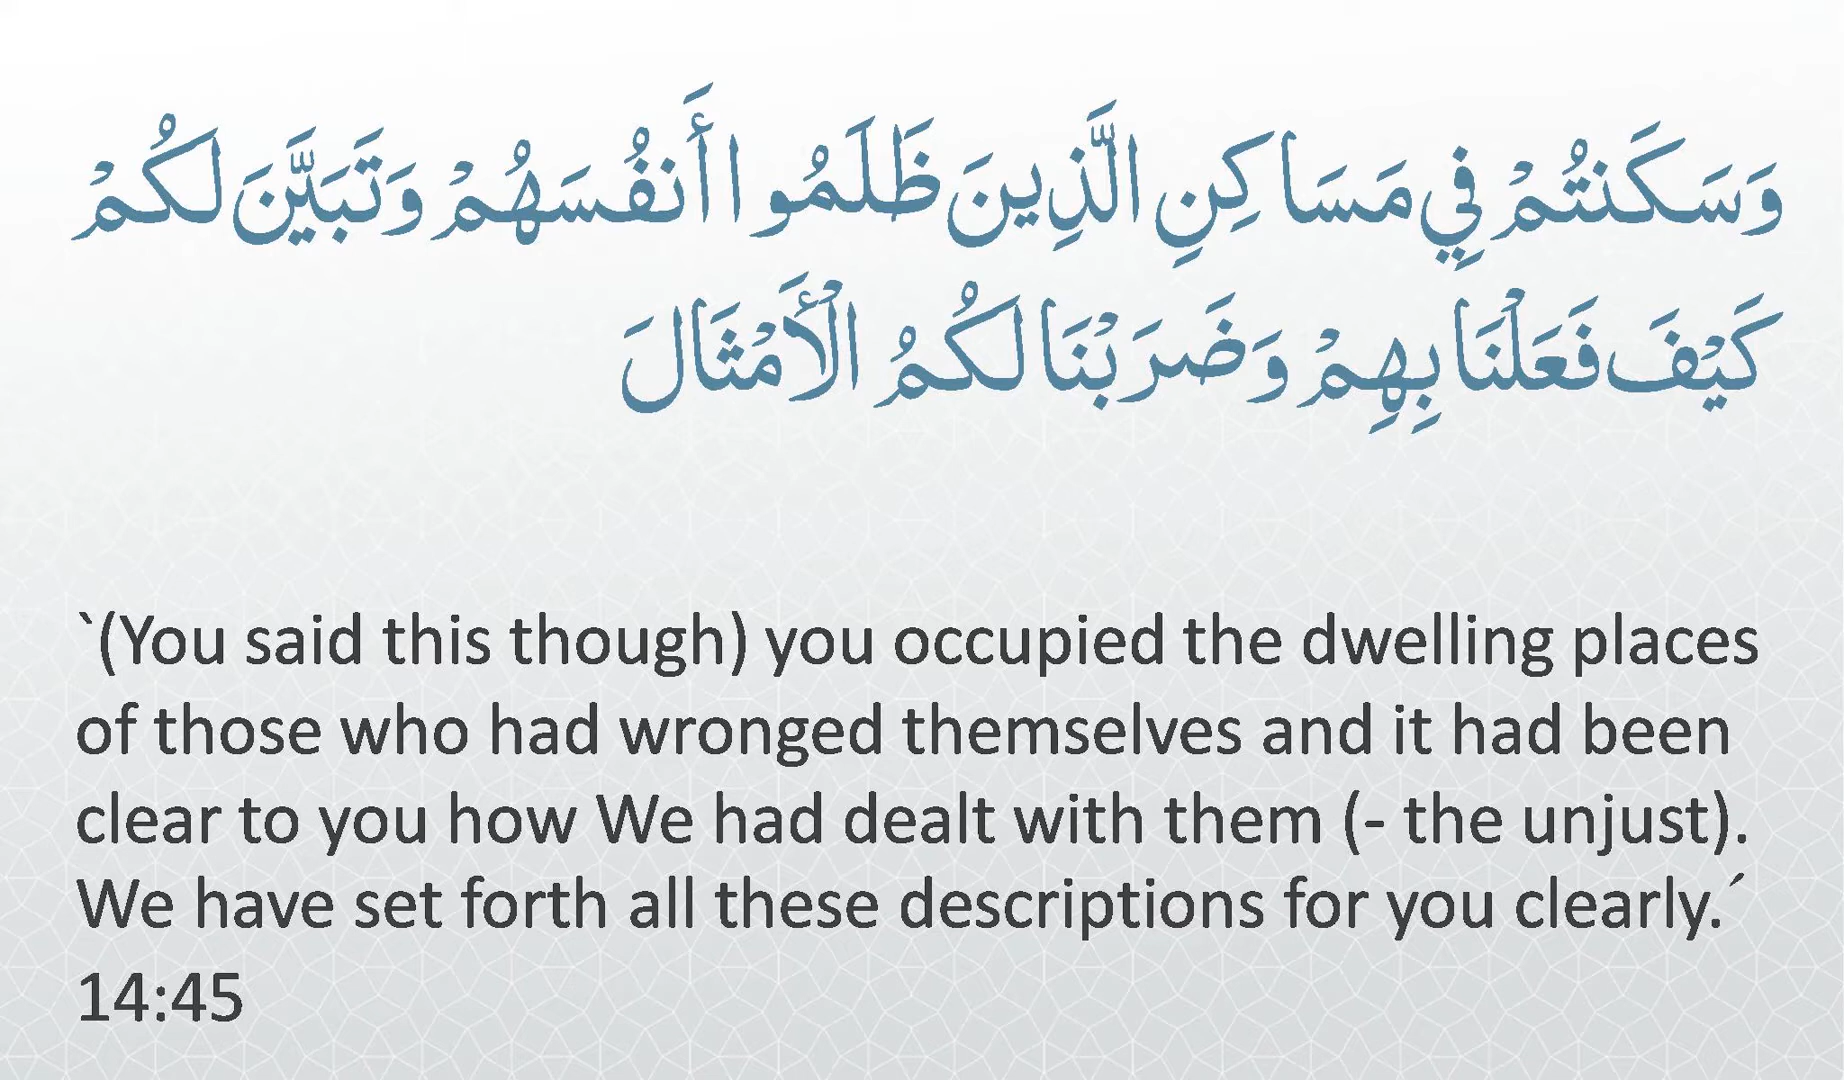 وَسَكَنتُمْ فِي مَسَاكِنِ الَّذِينَ ظَلَمُوا أَنفُسَهُمْ وَتَبَيَّنَ لَكُمْ
كَيْفَ فَعَلْنَا بِهِمْ وَضَرَبْنَا لَكُمُ الْأَمْثَالَ
`(You said this though) you occupied the dwelling places
of those who had wronged themselves and it had been
clear to you how We had dealt with them (- the unjust).
We have set forth all these descriptions for you clearly.´
14:45